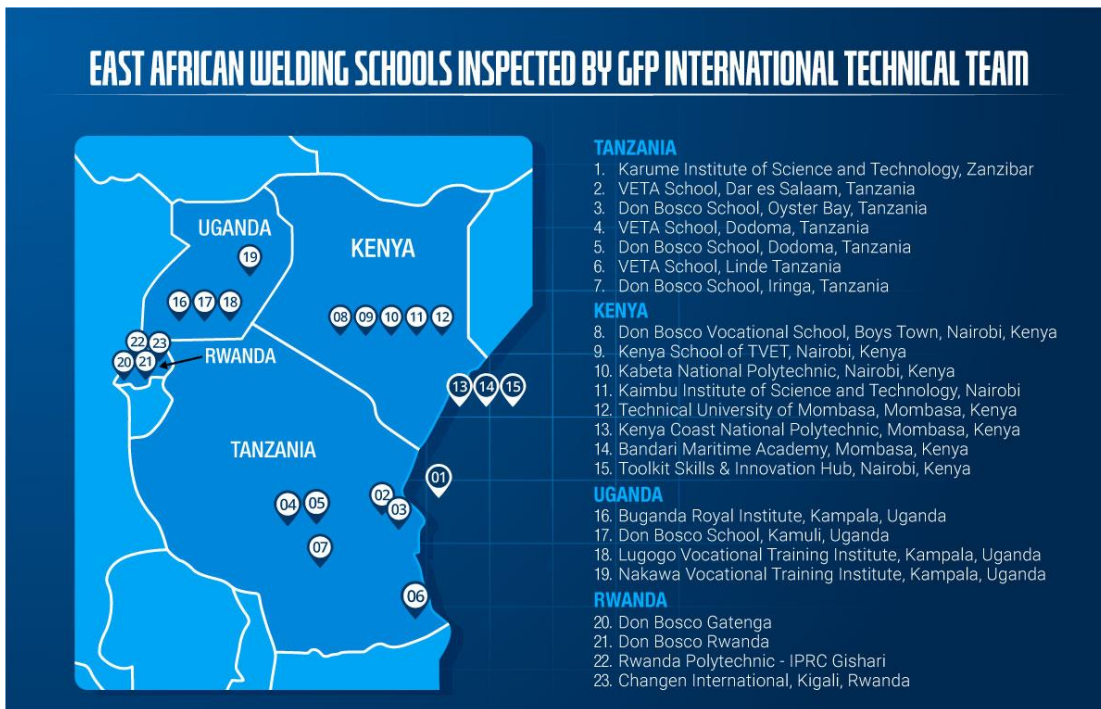 EAST AFRICAN WELDING SCHOOLS INSPECTED BY GFP INTERNATIONAL TECHNICAL TEAM
UGANDA
19
KENYA
16 17 18
08 09 10 11 12
22 23
20 21
RWANDA
13 14 15
TANZANIA
01
02
03
04 05
07
06
TANZANIA
1. Karume Institute of Science and Technology, Zanzibar
2. VETA School, Dar es Salaam, Tanzania
3. Don Bosco School, Oyster Bay, Tanzania
4. VETA School, Dodoma, Tanzania
5. Don Bosco School, Dodoma, Tanzania
6. VETA School, Linde Tanzania
7. Don Bosco School, Iringa, Tanzania
KENYA
8. Don Bosco Vocational School, Boys Town, Nairobi, Kenya
9. Kenya School of TVET, Nairobi, Kenya
10. Kabeta National Polytechnic, Nairobi, Kenya
11. Kaimbu Institute of Science and Technology, Nairobi
12. Technical University of Mombasa, Mombasa, Kenya
13. Kenya Coast National Polytechnic, Mombasa, Kenya
14. Bandari Maritime Academy, Mombasa, Kenya
15. Toolkit Skills & Innovation Hub, Nairobi, Kenya
UGANDA
16. Buganda Royal Institute, Kampala, Uganda
17. Don Bosco School, Kamuli, Uganda
18. Lugogo Vocational Training Institute, Kampala, Uganda
19. Nakawa Vocational Training Institute, Kampala, Uganda
RWANDA
20. Don Bosco Gatenga
21. Don Bosco Rwanda
22. Rwanda Polytechnic - IPRC Gishari
23. Changen International, Kigali, Rwanda